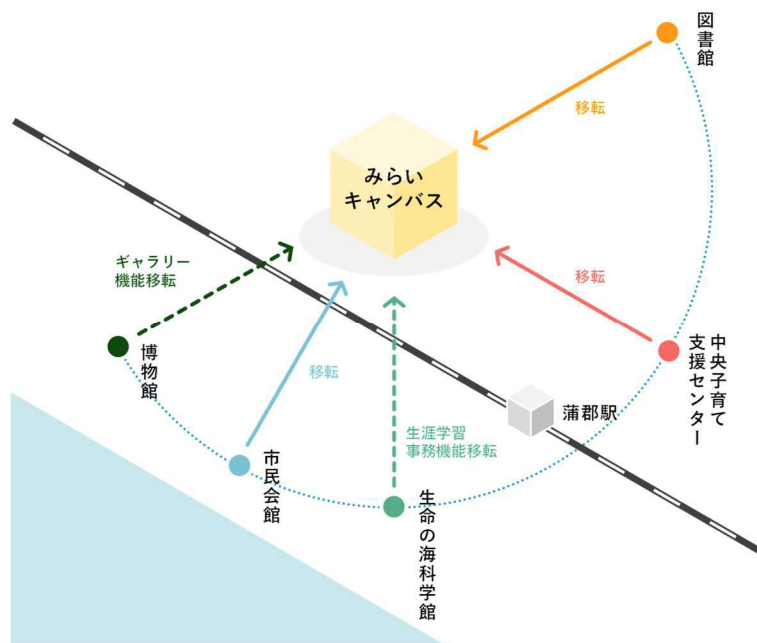 図書館
移転
みらい
キャンバス
ギャラリー
機能移転
移転
博物館
移転
中央子育て
支援センター
蒲郡駅
生涯学習
事務機能移転
市民会館
生命の海科学館